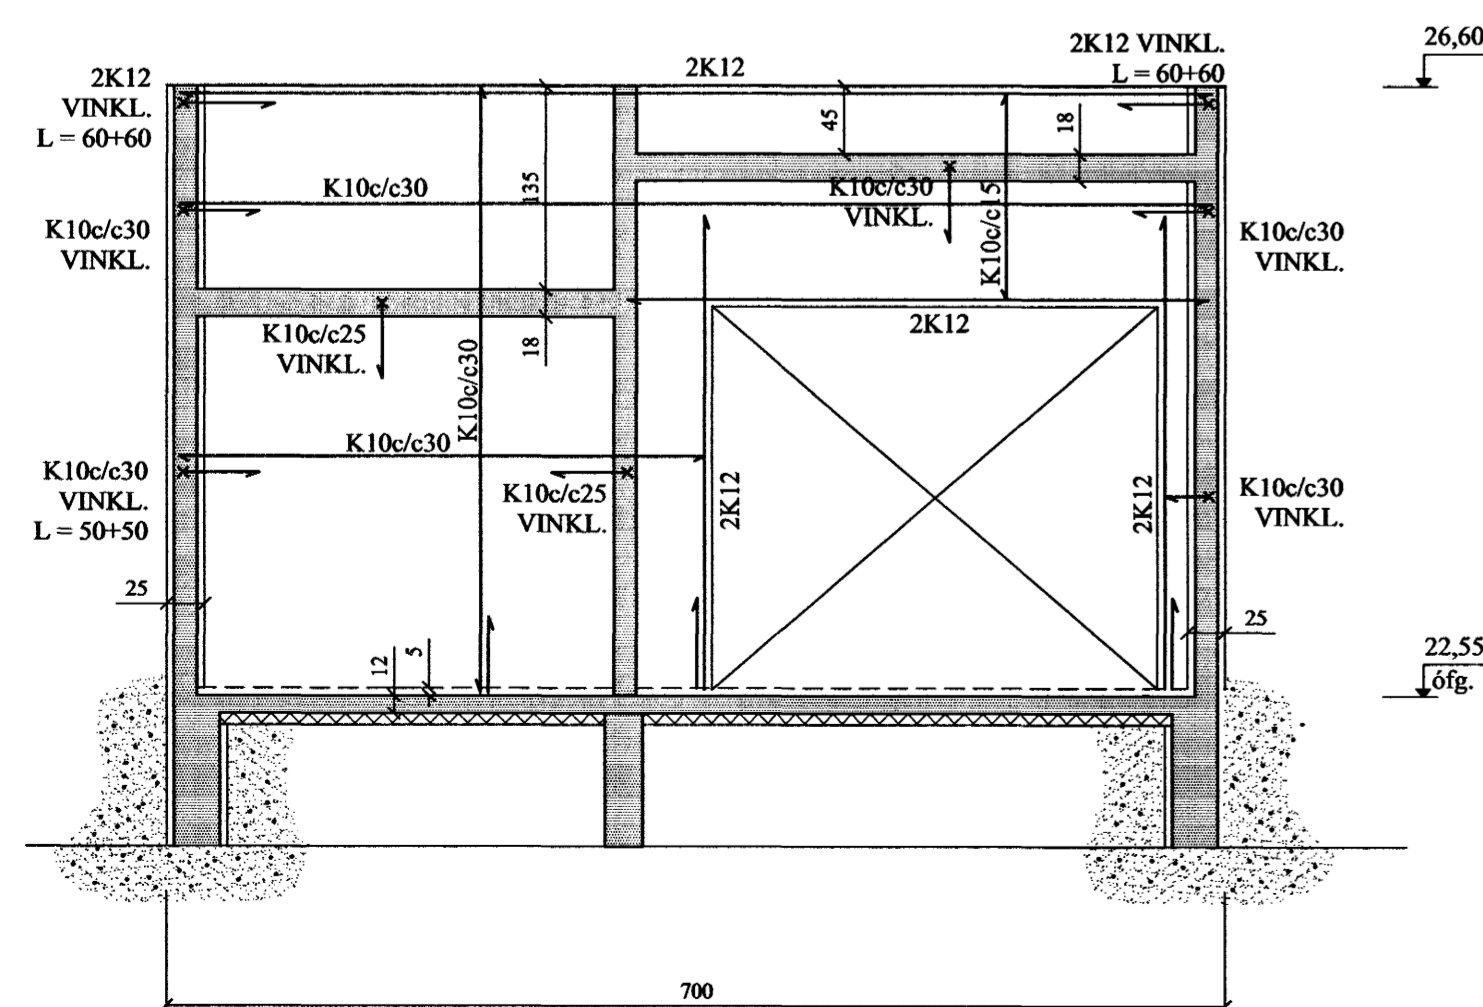 26,60
2K12 VINKL.
L = 60+60
2K12
2K12
VINKL.
L = 60+60
45
18
135
K10c/c30
K10c/c30
VINKL.
K10c/c15
K10c/c30
VINKL.
K10c/c30
VINKL.
K10c/c25
VINKL.
18
2K12
K10c/c30
K10c/c30
K10c/c30
VINKL.
L = 50+50
K10c/c25
VINKL.
2K12
2K12
K10c/c30
VINKL.
25
25
12
5
22,55
ófg.
700